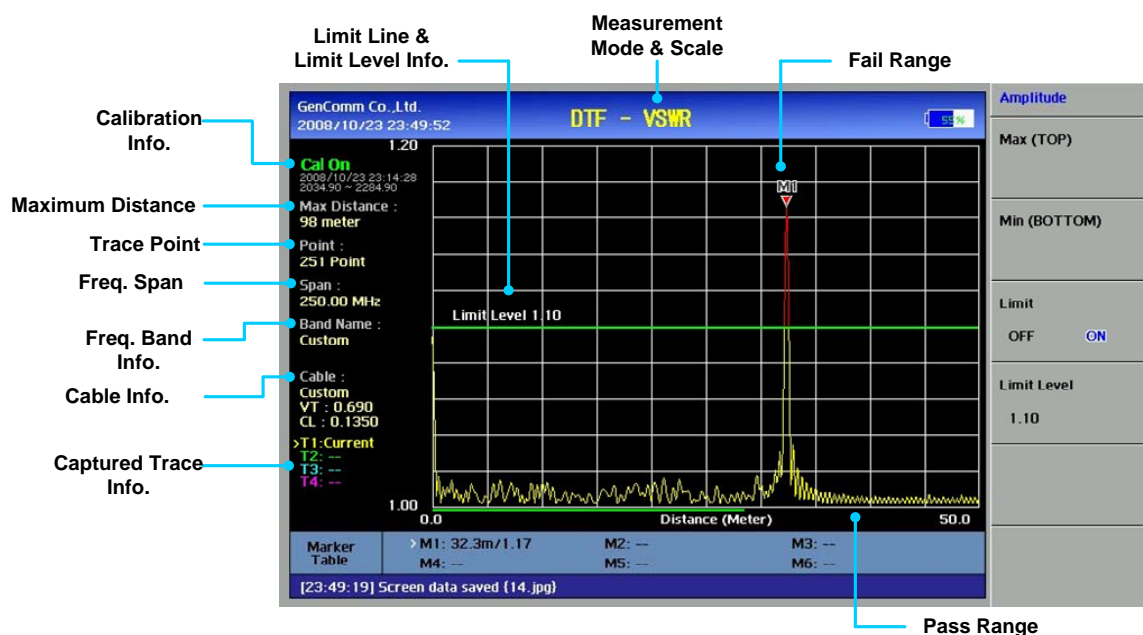 Limit Line &
Limit Level Info.
Measurement
Mode & Scale
Fail Range
Calibration
Info.
Maximum Distance
Trace Point
Freq. Span
Freq. Band
Info.
Cable Info.
Captured Trace
Info.
Pass Range
GenComm Co.,Ltd.
2008/10/23 23:49:52
DTF - VSWR
55%
1.20
Cal On
2008/10/23 23:14:28
2034.90 ~ 2284.90
Max Distance :
98 meter
Point :
251 Point
Span :
250.00 MHz
Band Name :
Custom
Cable :
Custom
VT : 0.690
CL : 0.1350
>T1:Current
T2: --
T3: --
T4: --
M1
Limit Level 1.10
1.00
0.0
Distance (Meter)
50.0
Marker
Table
>M1: 32.3m/1.17
M2: --
M3: --
M4: --
M5: --
M6: --
[23:49:19] Screen data saved {14.jpg}
Amplitude
Max (TOP)
Min (BOTTOM)
Limit
OFF ON
Limit Level
1.10